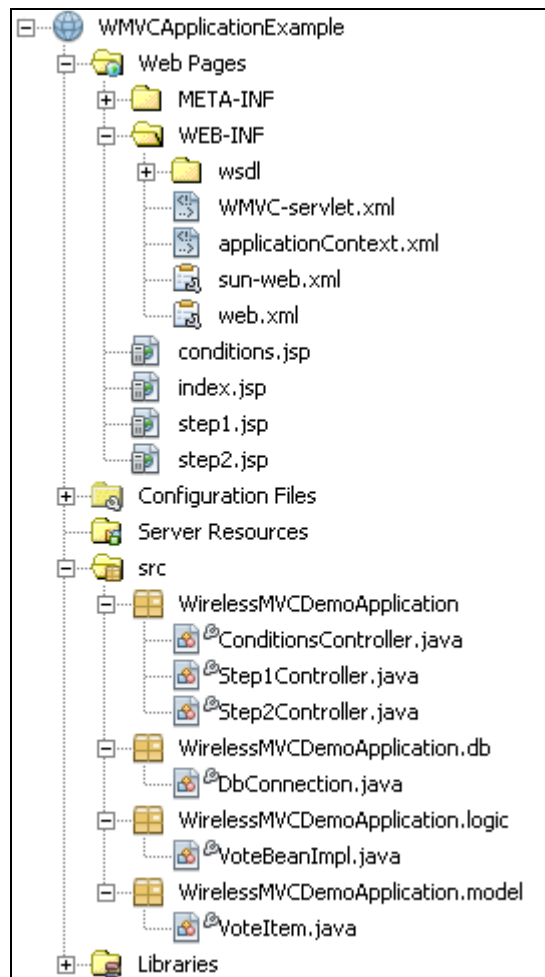 WMVCApplicationExample
Web Pages
META-INF
WEB-INF
wsdl
WMVC-servlet.xml
applicationContext.xml
sun-web.xml
web.xml
conditions.jsp
index.jsp
step1.jsp
step2.jsp
Configuration Files
Server Resources
src
WirelessMVCDemoApplication
ConditionsController.java
Step1Controller.java
Step2Controller.java
WirelessMVCDemoApplication.db
DbConnection.java
WirelessMVCDemoApplication.logic
VoteBeanImpl.java
WirelessMVCDemoApplication.model
VoteItem.java
Libraries